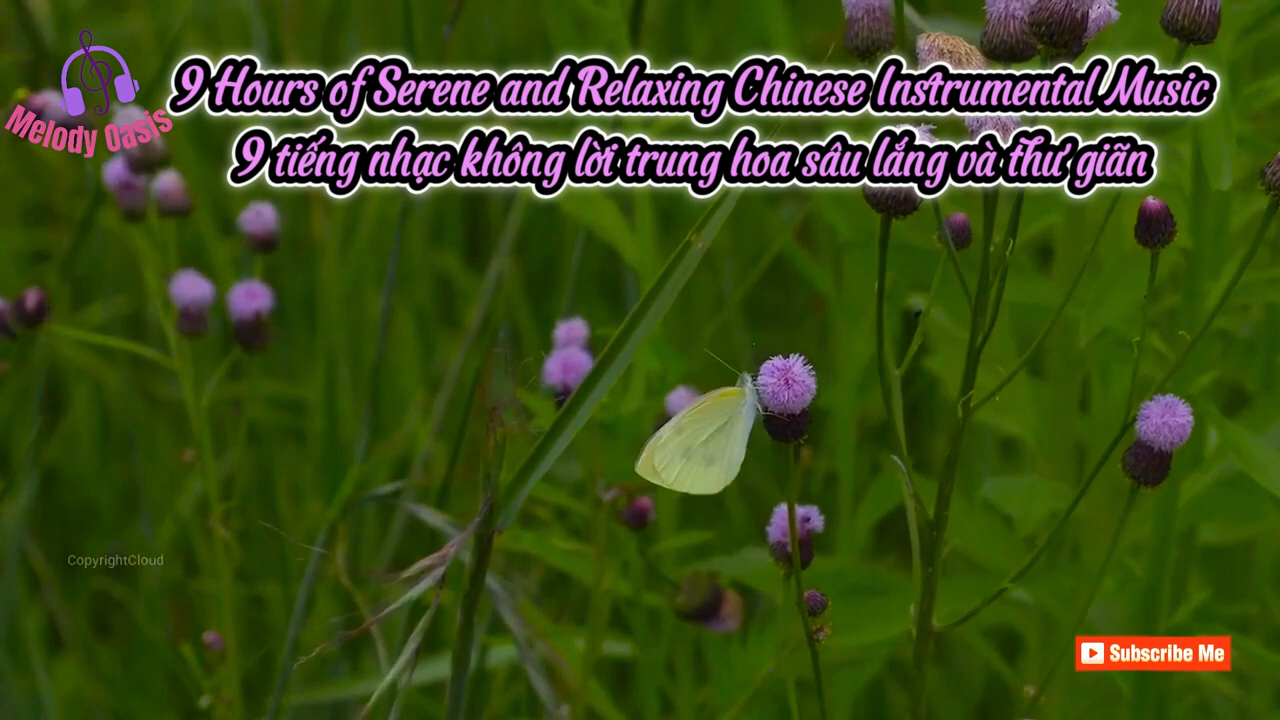 9 Hours of Serene and Relaxing Chinese Instrumental Music
9 tiếng nhạc không lời trung hoa sâu lắng và thư giãn
Melody Oasis
CopyrightCloud
Subscribe Me